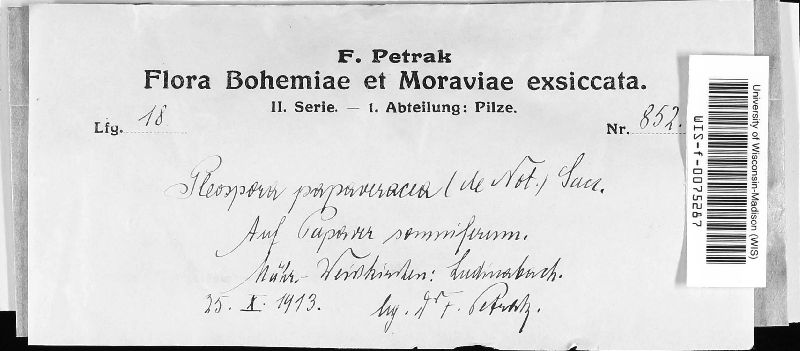 F. Petrak
Flora Bohemiae et Moraviae exsiccata.
II. Serie. — 1. Abteilung: Pilze.
Lfg. 18
Nr. 852.
Pleospora papaveracea (de Not.) Sacc.
Auf Papaver somniferum.
Mähr.-Weisskirchen: Ludwigsbach.
25. X. 1913. leg. Dr F. Petrak.
University of Wisconsin-Madison (WIS)
WIS-f-0075267